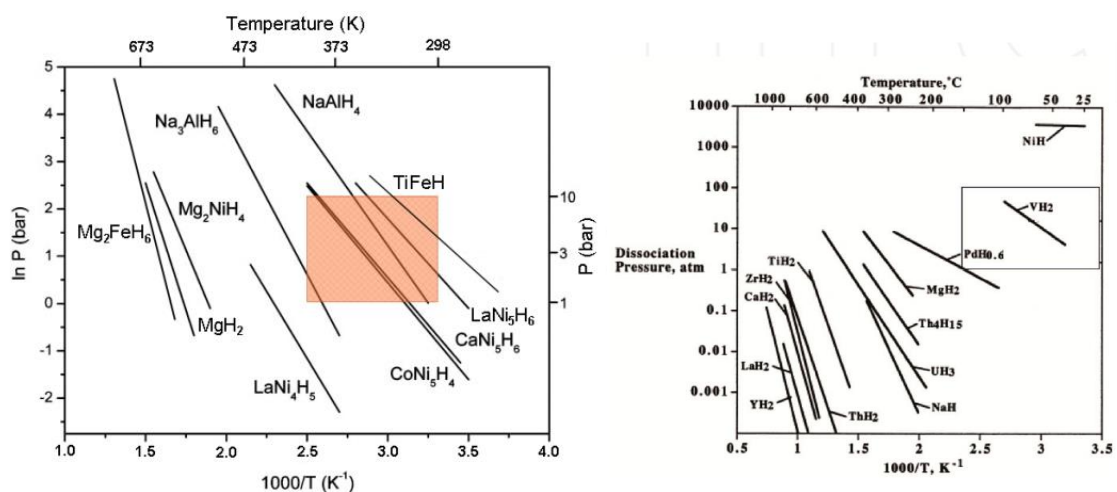 Temperature (K)
673 473 373 298
5
4
3
2
1
0
-1
-2
ln P (bar)
NaAlH4
Na3AlH6
TiFeH
Mg2NiH4
Mg2FeH6
MgH2
LaNi5H6
CaNi5H6
CoNi5H4
LaNi4H5
10
3
1
P (bar)
1.0 1.5 2.0 2.5 3.0 3.5 4.0
1000/T (K-1)
Temperature,°C
1000 600 400 300 200 100 50 25
10000
1000
100
10
1
0.1
0.01
0.001
Dissociation
Pressure, atm
NiH
VH2
PdH0.6
TiH2
ZrH2
CaH2
MgH2
Th4H15
LaH2
UH3
YH2
ThH2
NaH
0.5 1 1.5 2 2.5 3 3.5
1000/T, K-1